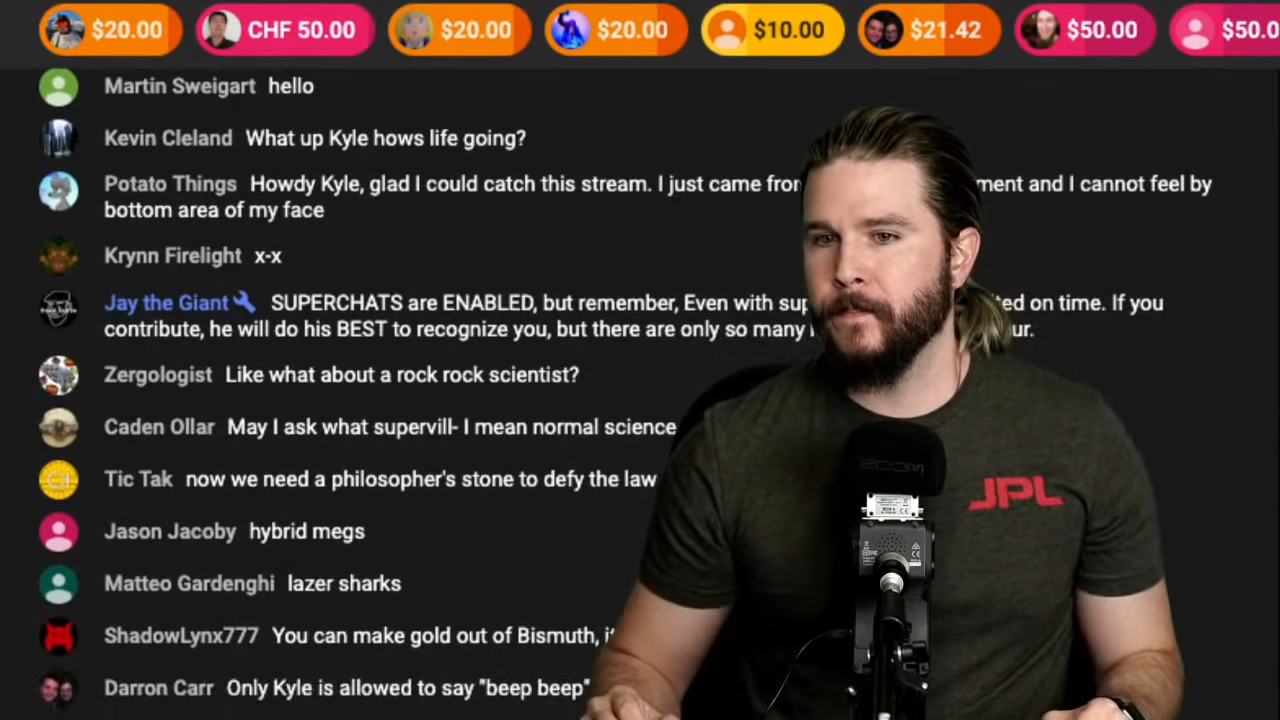 $20.00 CHF 50.00 $20.00 $20.00 $10.00 $21.42 $50.00 $50.0
Martin Sweigart hello
Kevin Cleland What up Kyle hows life going?
Potato Things Howdy Kyle, glad I could catch this stream. I just came fror ment and I cannot feel by
bottom area of my face
Krynn Firelight x-x
Jay the Giant SUPERCHATS are ENABLED, but remember, Even with sup ted on time. If you
contribute, he will do his BEST to recognize you, but there are only so many ur.
Zergologist Like what about a rock rock scientist?
Caden Ollar May I ask what supervill- I mean normal science
Tic Tak now we need a philosopher's stone to defy the law
Jason Jacoby hybrid megs
Matteo Gardenghi lazer sharks
ShadowLynx777 You can make gold out of Bismuth, it
Darron Carr Only Kyle is allowed to say "beep beep"
ZOOM
JPL